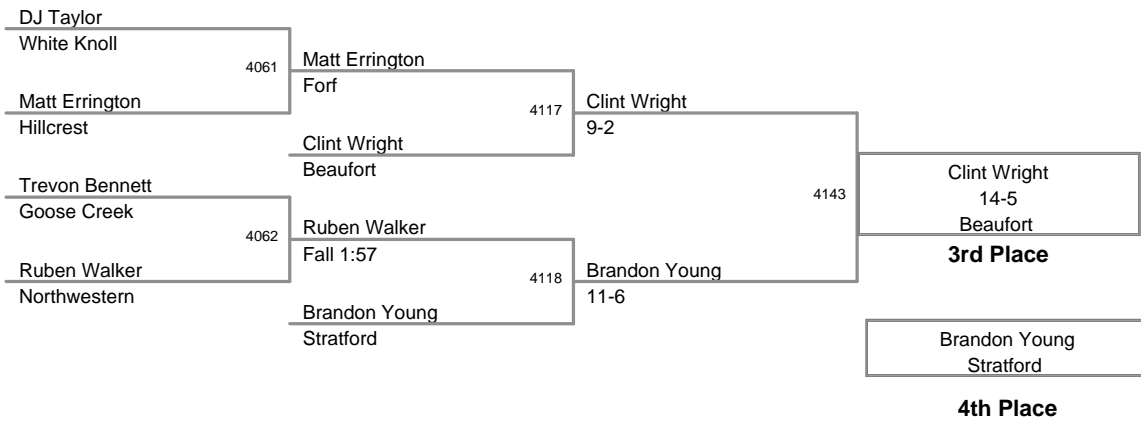 DJ Taylor
White Knoll
4061
Matt Errington
Hillcrest
Matt Errington
Forf
4117
Clint Wright
Beaufort
Trevon Bennett
Goose Creek
4062
Ruben Walker
Northwestern
Ruben Walker
Fall 1:57
4118
Brandon Young
Stratford
Clint Wright
9-2
4143
Brandon Young
11-6
Clint Wright
14-5
Beaufort
3rd Place
Brandon Young
Stratford
4th Place